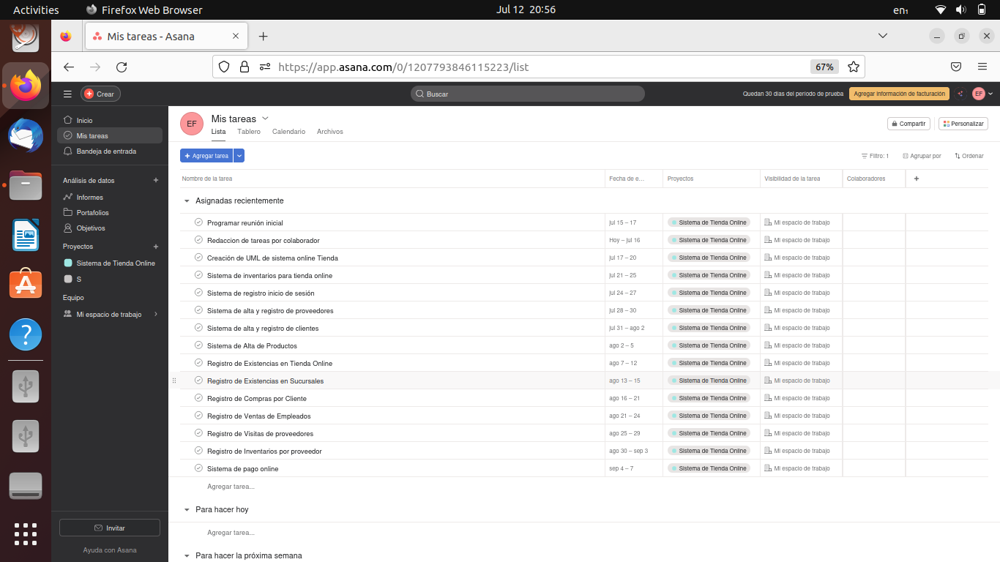 Activities Firefox Web Browser Jul 12 20:56 en₁
Mis tareas - Asana
https://app.asana.com/0/1207793846115223/list 67%
Crear Buscar Quedan 30 días del periodo de prueba Agregar información de facturación EF
Inicio
Mis tareas
Bandeja de entrada
Análisis de datos
Informes
Portafolios
Objetivos
Proyectos
Sistema de Tienda Online
S
Equipo
Mi espacio de trabajo
Invitar
Ayuda con Asana
EF Mis tareas
Lista Tablero Calendario Archivos
Compartir Personalizar
Agregar tarea Filtro: 1 Agrupar por Ordenar
Nombre de la tarea Fecha de e... Proyectos Visibilidad de la tarea Colaboradores
Asignadas recientemente
Programar reunión inicial jul 15 – 17 Sistema de Tienda Online Mi espacio de trabajo
Redaccion de tareas por colaborador Hoy – jul 16 Sistema de Tienda Online Mi espacio de trabajo
Creación de UML de sistema online Tienda jul 17 – 20 Sistema de Tienda Online Mi espacio de trabajo
Sistema de inventarios para tienda online jul 21 – 25 Sistema de Tienda Online Mi espacio de trabajo
Sistema de registro inicio de sesión jul 24 – 27 Sistema de Tienda Online Mi espacio de trabajo
Sistema de alta y registro de proveedores jul 28 – 30 Sistema de Tienda Online Mi espacio de trabajo
Sistema de alta y registro de clientes jul 31 – ago 2 Sistema de Tienda Online Mi espacio de trabajo
Sistema de Alta de Productos ago 2 – 5 Sistema de Tienda Online Mi espacio de trabajo
Registro de Existencias en Tienda Online ago 7 – 12 Sistema de Tienda Online Mi espacio de trabajo
Registro de Existencias en Sucursales ago 13 – 15 Sistema de Tienda Online Mi espacio de trabajo
Registro de Compras por Cliente ago 16 – 21 Sistema de Tienda Online Mi espacio de trabajo
Registro de Ventas de Empleados ago 21 – 24 Sistema de Tienda Online Mi espacio de trabajo
Registro de Visitas de proveedores ago 25 – 29 Sistema de Tienda Online Mi espacio de trabajo
Registro de Inventarios por proveedor ago 30 – sep 3 Sistema de Tienda Online Mi espacio de trabajo
Sistema de pago online sep 4 – 7 Sistema de Tienda Online Mi espacio de trabajo
Agregar tarea...
Para hacer hoy
Agregar tarea...
Para hacer la próxima semana